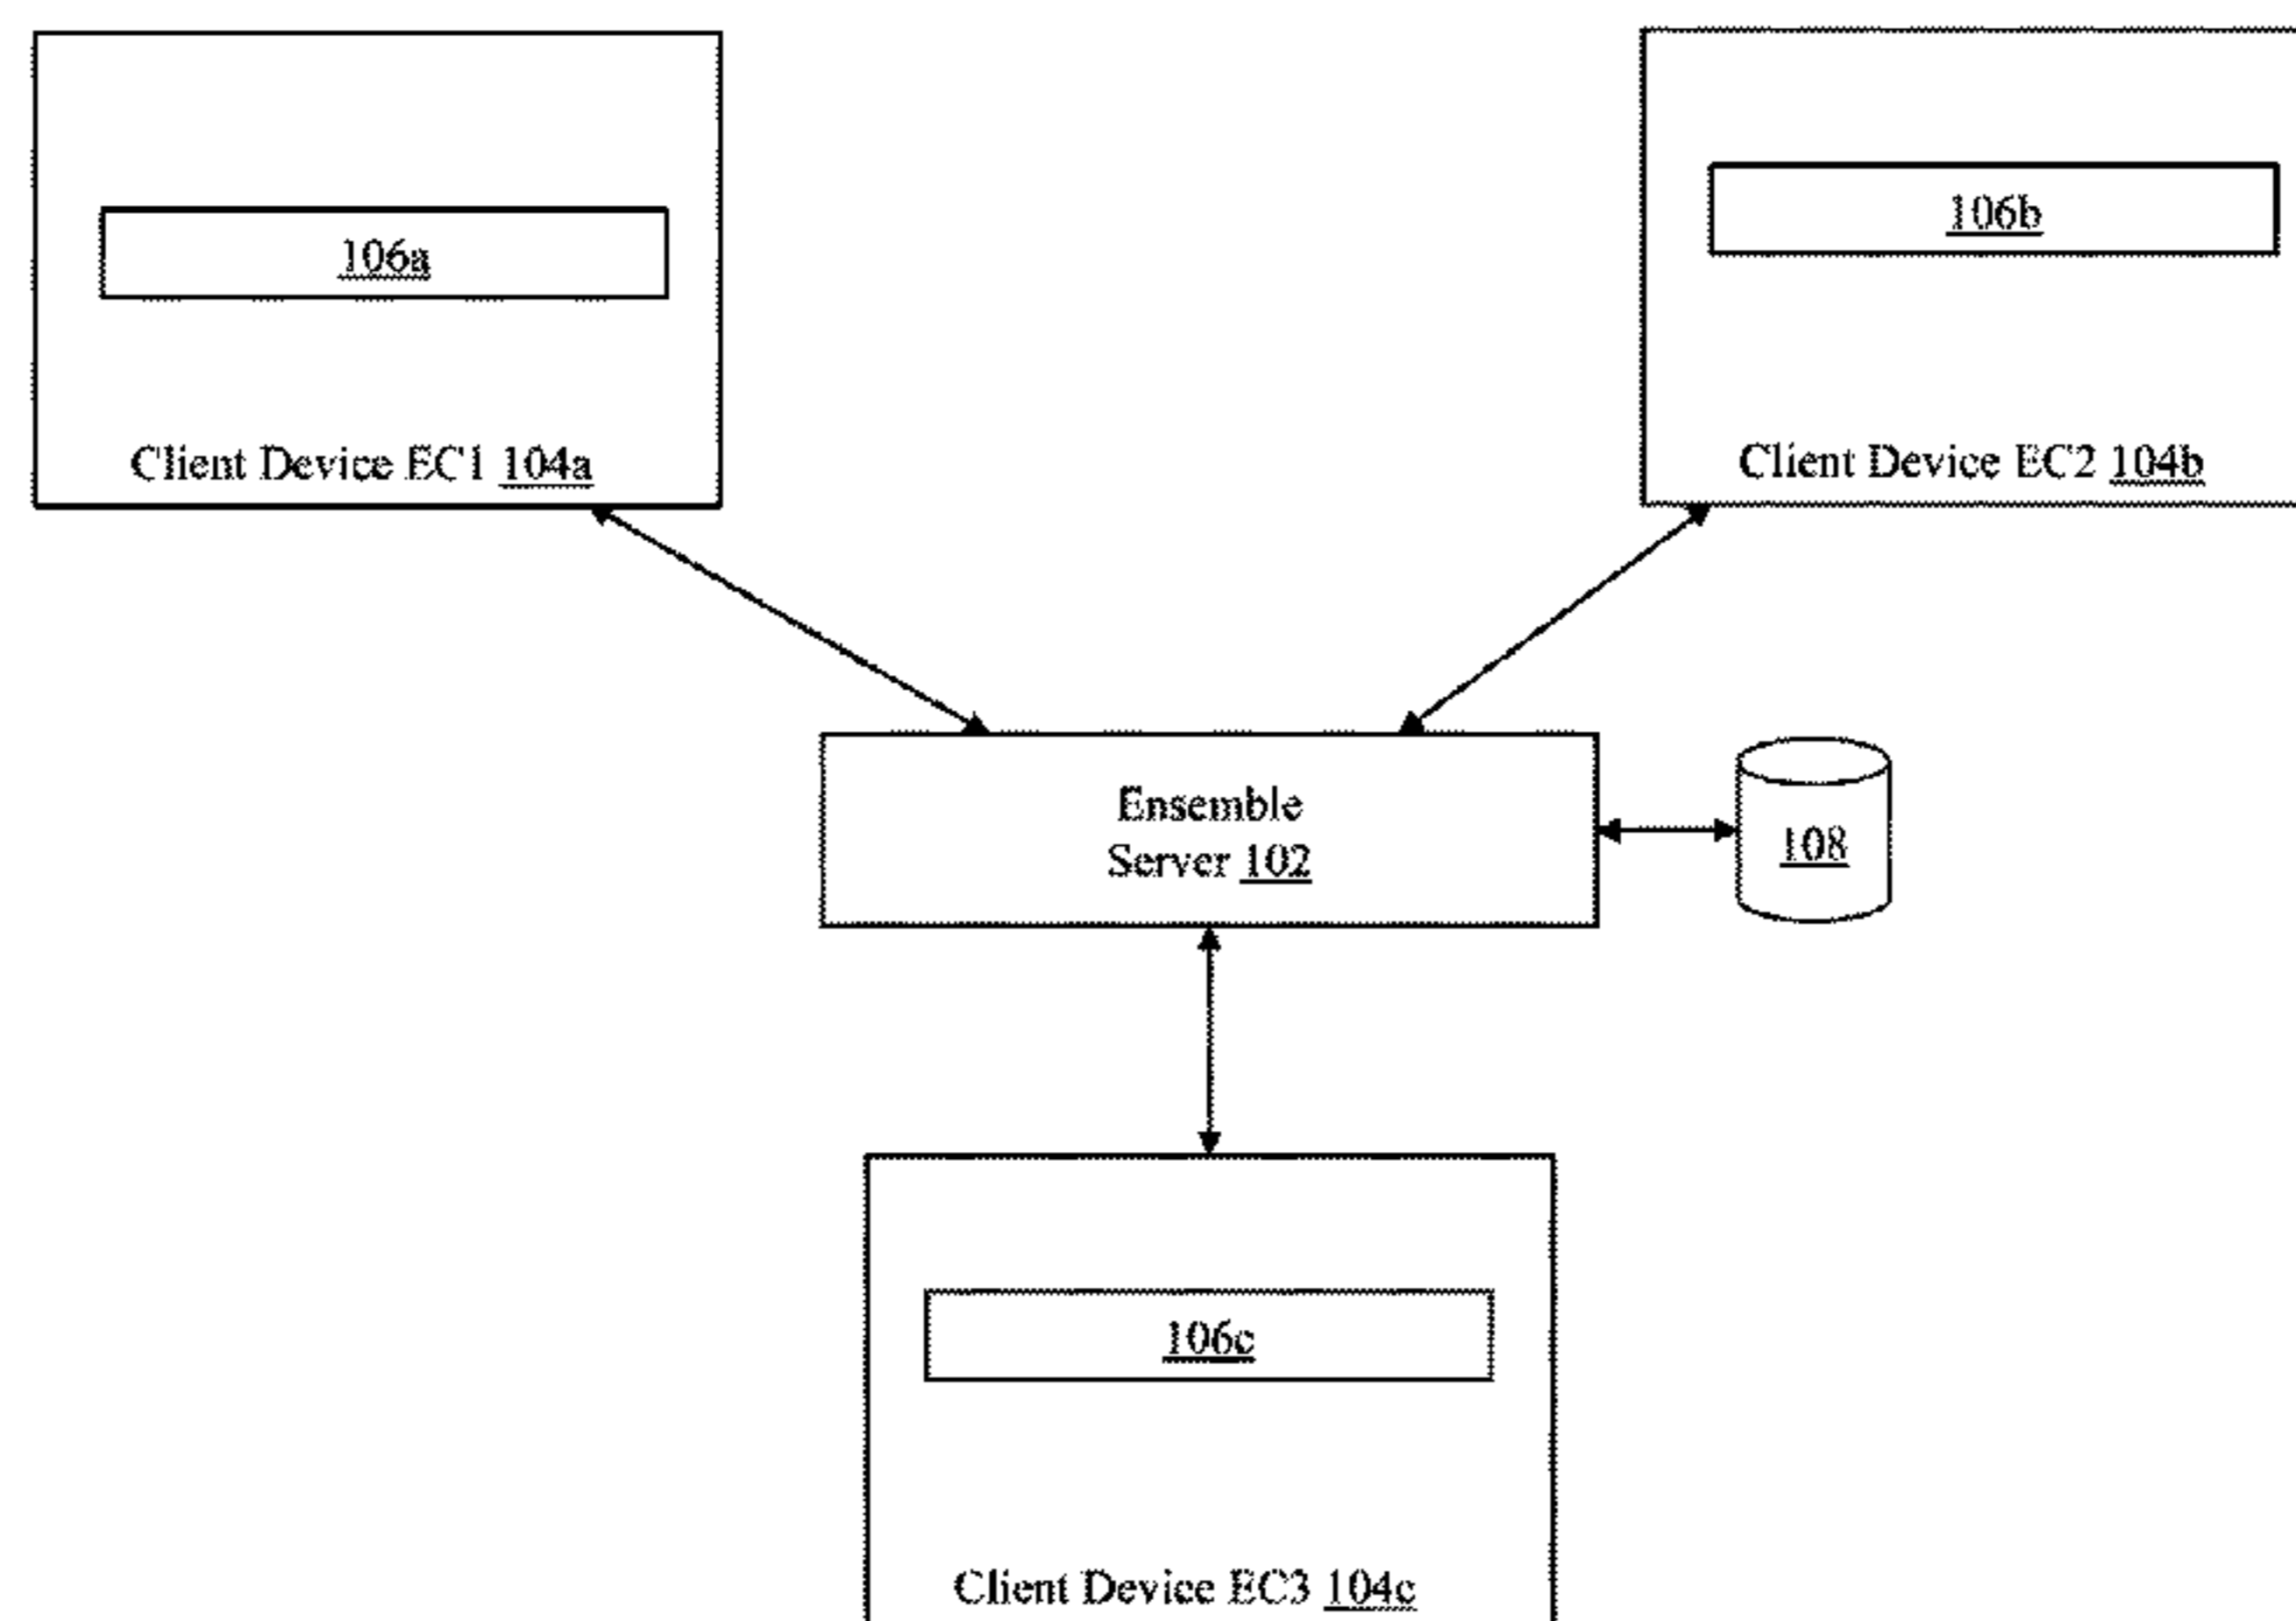 106a
Client Device EC1 104a
106b
Client Device EC2 104b
Ensemble
Server 102
108
106c
Client Device EC3 104c